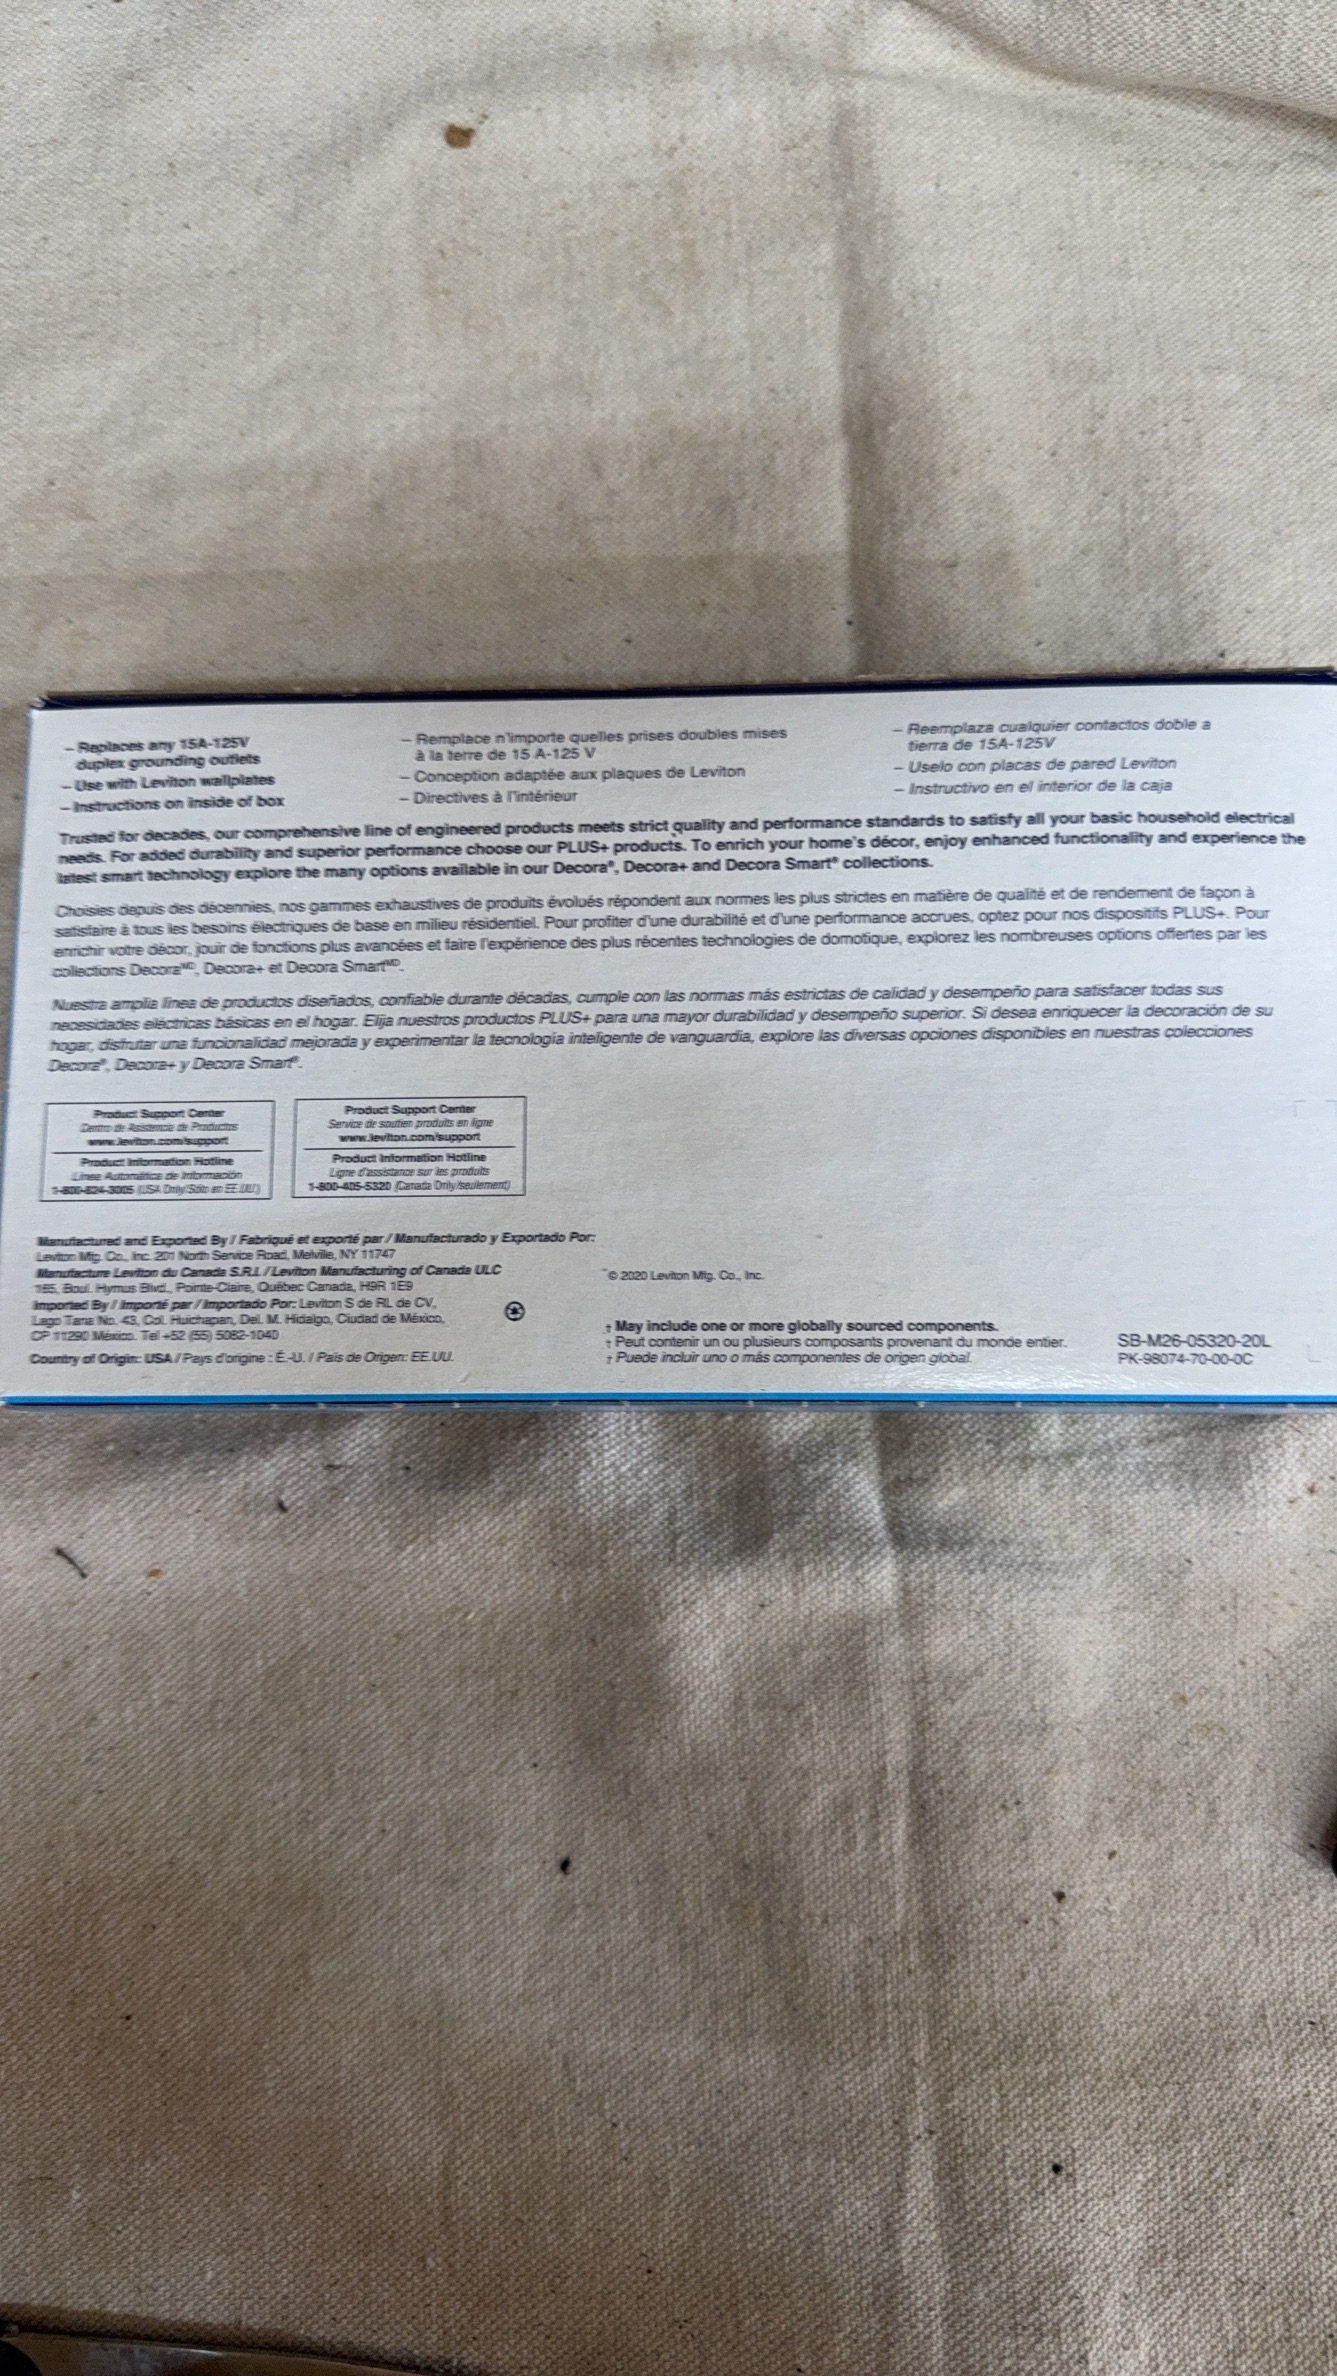 – Replaces any 15A-125V
duplex grounding outlets
– Use with Leviton wallplates
– Instructions on inside of box
– Remplace n'importe quelles prises doubles mises
à la terre de 15 A-125 V
– Conception adaptée aux plaques de Leviton
– Directives à l'intérieur
– Reemplaza cualquier contactos doble a
tierra de 15A-125V
– Uselo con placas de pared Leviton
– Instructivo en el interior de la caja
Trusted for decades, our comprehensive line of engineered products meets strict quality and performance standards to satisfy all your basic household electrical
needs. For added durability and superior performance choose our PLUS+ products. To enrich your home's décor, enjoy enhanced functionality and experience the
latest smart technology explore the many options available in our Decora®, Decora+ and Decora Smart® collections.
Choisies depuis des décennies, nos gammes exhaustives de produits évolués répondent aux normes les plus strictes en matière de qualité et de rendement de façon à
satisfaire à tous les besoins électriques de base en milieu résidentiel. Pour profiter d'une durabilité et d'une performance accrues, optez pour nos dispositifs PLUS+. Pour
enrichir votre décor, jouir de fonctions plus avancées et faire l'expérience des plus récentes technologies de domotique, explorez les nombreuses options offertes par les
collections Decora MD, Decora+ et Decora Smart MD.
Nuestra amplia línea de productos diseñados, confiable durante décadas, cumple con las normas más estrictas de calidad y desempeño para satisfacer todas sus
necesidades eléctricas básicas en el hogar. Elija nuestros productos PLUS+ para una mayor durabilidad y desempeño superior. Si desea enriquecer la decoración de su
hogar, disfrutar una funcionalidad mejorada y experimentar la tecnología inteligente de vanguardia, explore las diversas opciones disponibles en nuestras colecciones
Decora®, Decora+ y Decora Smart®.
Product Support Center
Centro de Asistencia de Productos
www.leviton.com/support
Product Information Hotline
Línea Automática de Información
1-800-824-3005 (USA Only/Sólo en EE.UU.)
Product Support Center
Service de soutien produits en ligne
www.leviton.com/support
Product Information Hotline
Ligne d'assistance sur les produits
1-800-405-5320 (Canada Only/seulement)
Manufactured and Exported By / Fabriqué et exporté par / Manufacturado y Exportado Por:
Leviton Mfg. Co., Inc. 201 North Service Road, Melville, NY 11747
Manufacture Leviton du Canada S.R.I. / Leviton Manufacturing of Canada ULC
165, Boul. Hymus Blvd., Pointe-Claire, Québec Canada, H9R 1E9
Imported By / Importé par / Importado Por: Leviton S de RL de CV,
Lago Tana No. 43, Col. Huichapan, Del. M. Hidalgo, Ciudad de México,
CP 11290 México. Tel +52 (55) 5082-1040
Country of Origin: USA / Pays d'origine : É.-U. / País de Origen: EE.UU.
© 2020 Leviton Mfg. Co., Inc.
† May include one or more globally sourced components.
† Peut contenir un ou plusieurs composants provenant du monde entier.
† Puede incluir uno o más componentes de origen global.
SB-M26-05320-20L
PK-98074-70-00-0C